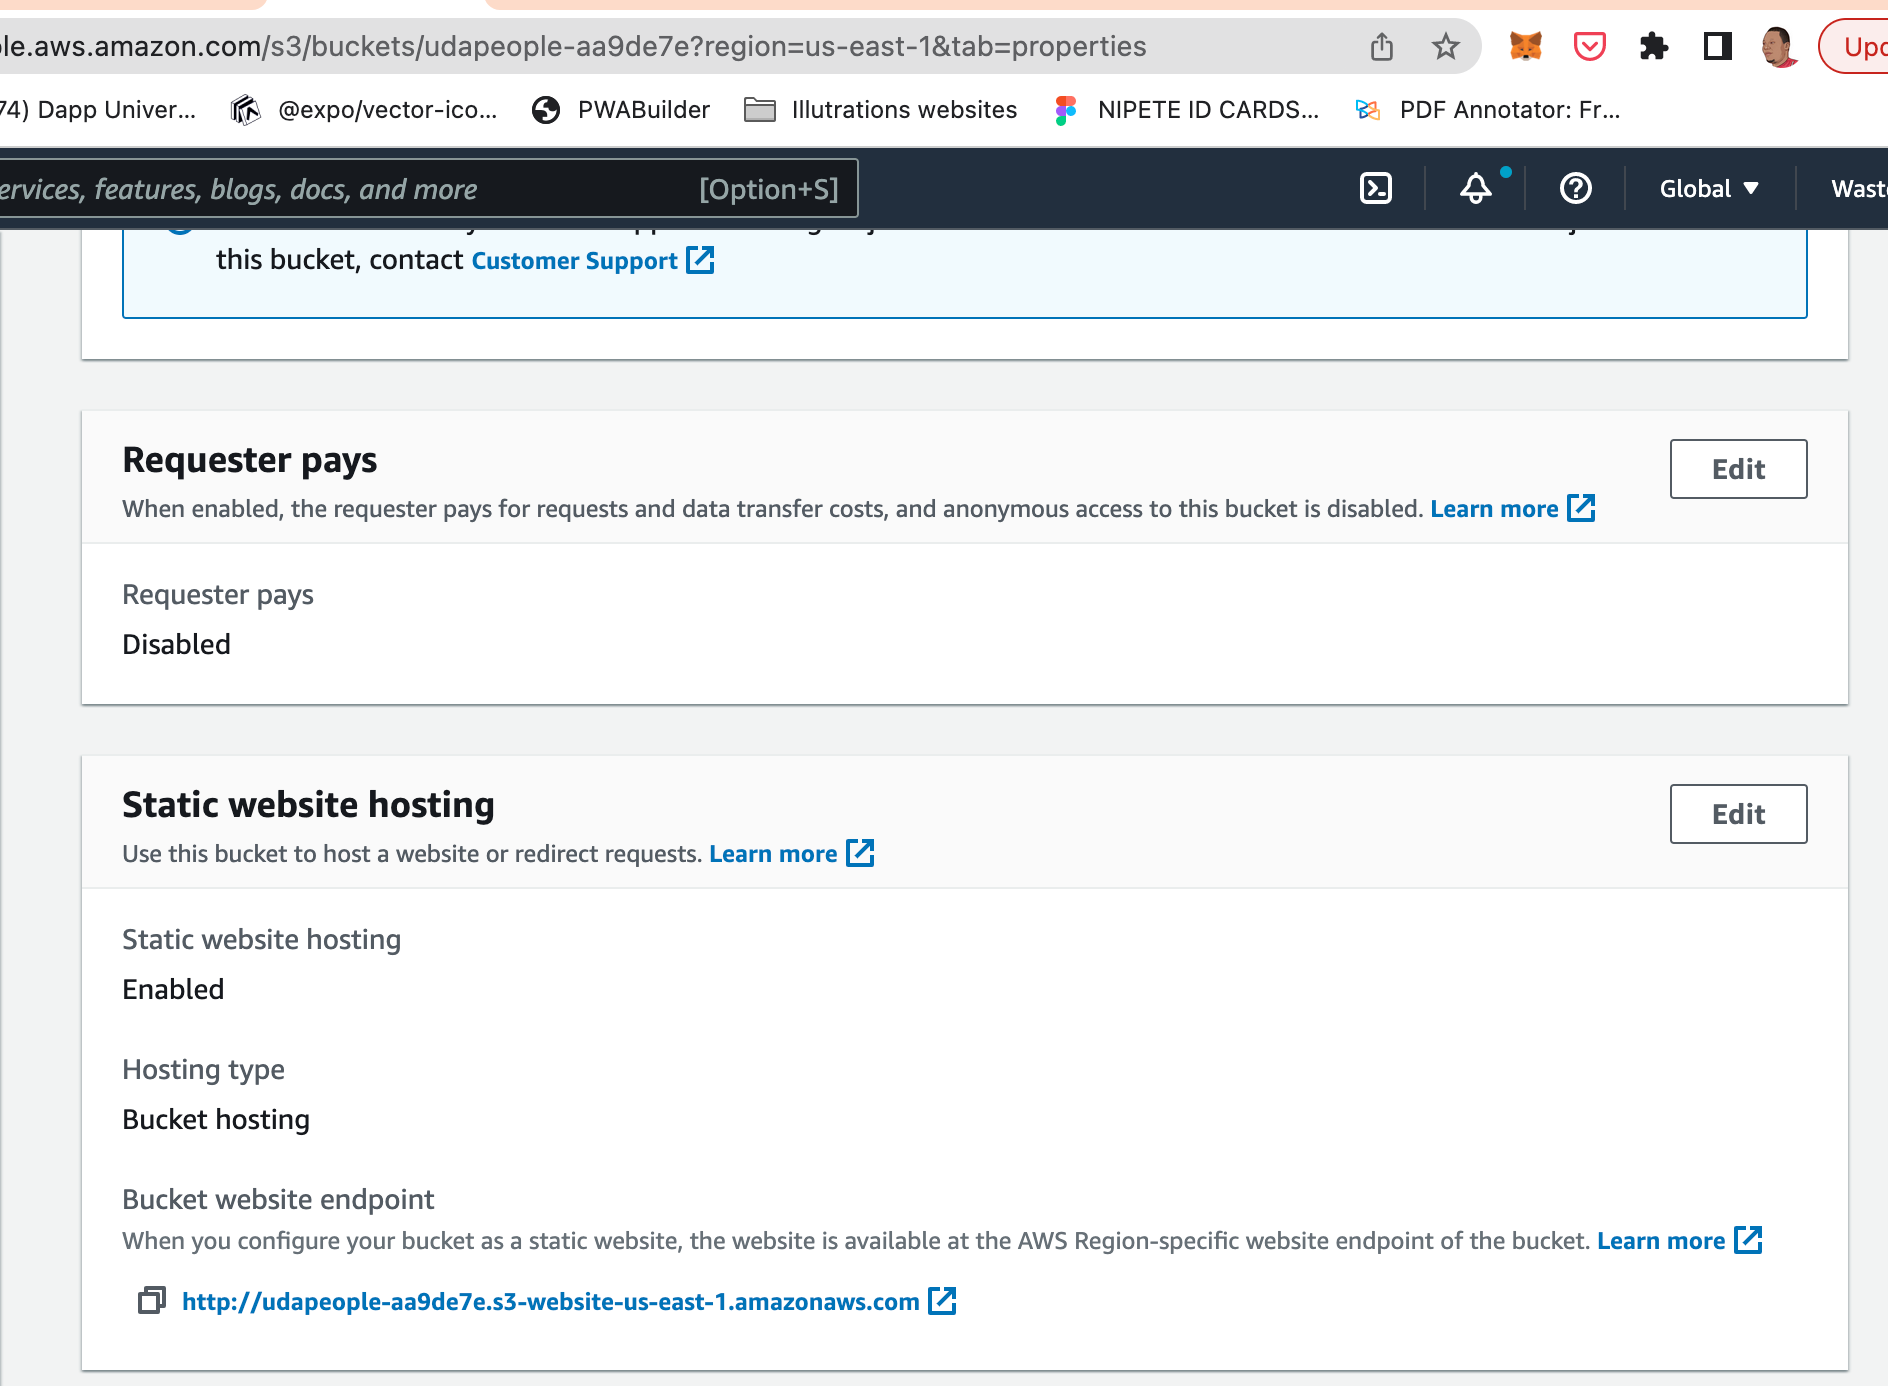 le.aws.amazon.com/s3/buckets/udapeople-aa9de7e?region=us-east-1&tab=properties
74) Dapp Univer... @expo/vector-ico... PWABuilder Illutrations websites NIPETE ID CARDS... PDF Annotator: Fr...
ervices, features, blogs, docs, and more [Option+S] Global
this bucket, contact Customer Support
Requester pays
Edit
When enabled, the requester pays for requests and data transfer costs, and anonymous access to this bucket is disabled. Learn more
Requester pays
Disabled
Static website hosting
Edit
Use this bucket to host a website or redirect requests. Learn more
Static website hosting
Enabled
Hosting type
Bucket hosting
Bucket website endpoint
When you configure your bucket as a static website, the website is available at the AWS Region-specific website endpoint of the bucket. Learn more
http://udapeople-aa9de7e.s3-website-us-east-1.amazonaws.com